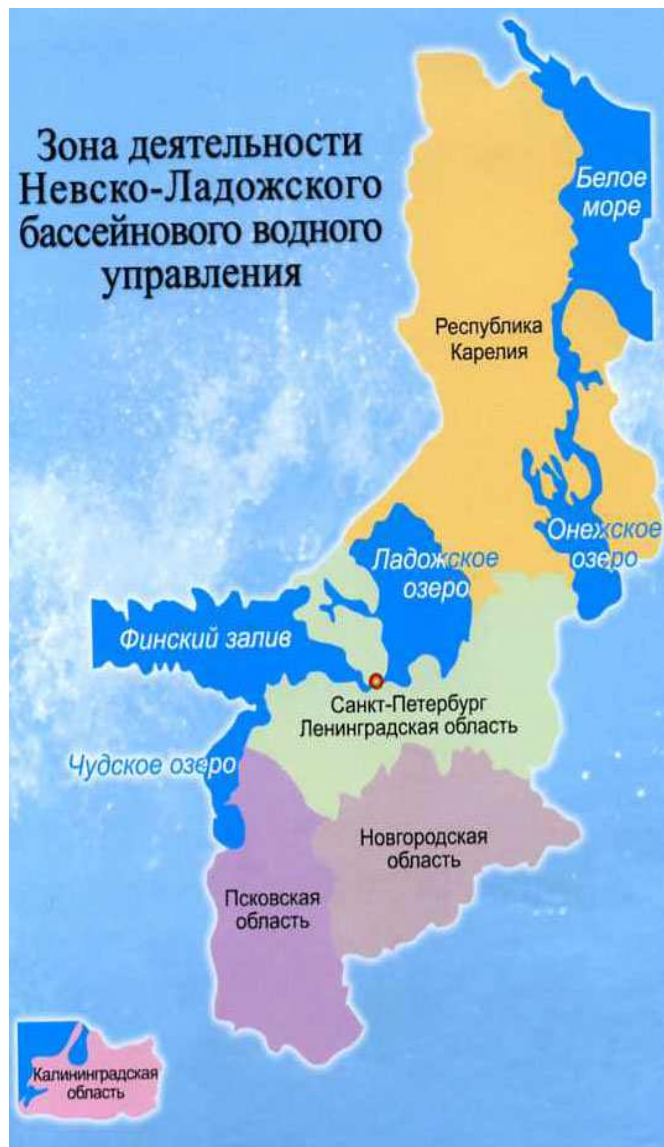 Зона деятельности
Невско-Ладожского
бассейнового водного
управления
Белое
море
Республика
Карелия
Онежское
озеро
Ладожское
озеро
Финский залив
Санкт-Петербург
Ленинградская область
Чудское озеро
Новгородская
область
Псковская
область
Калининградская
область